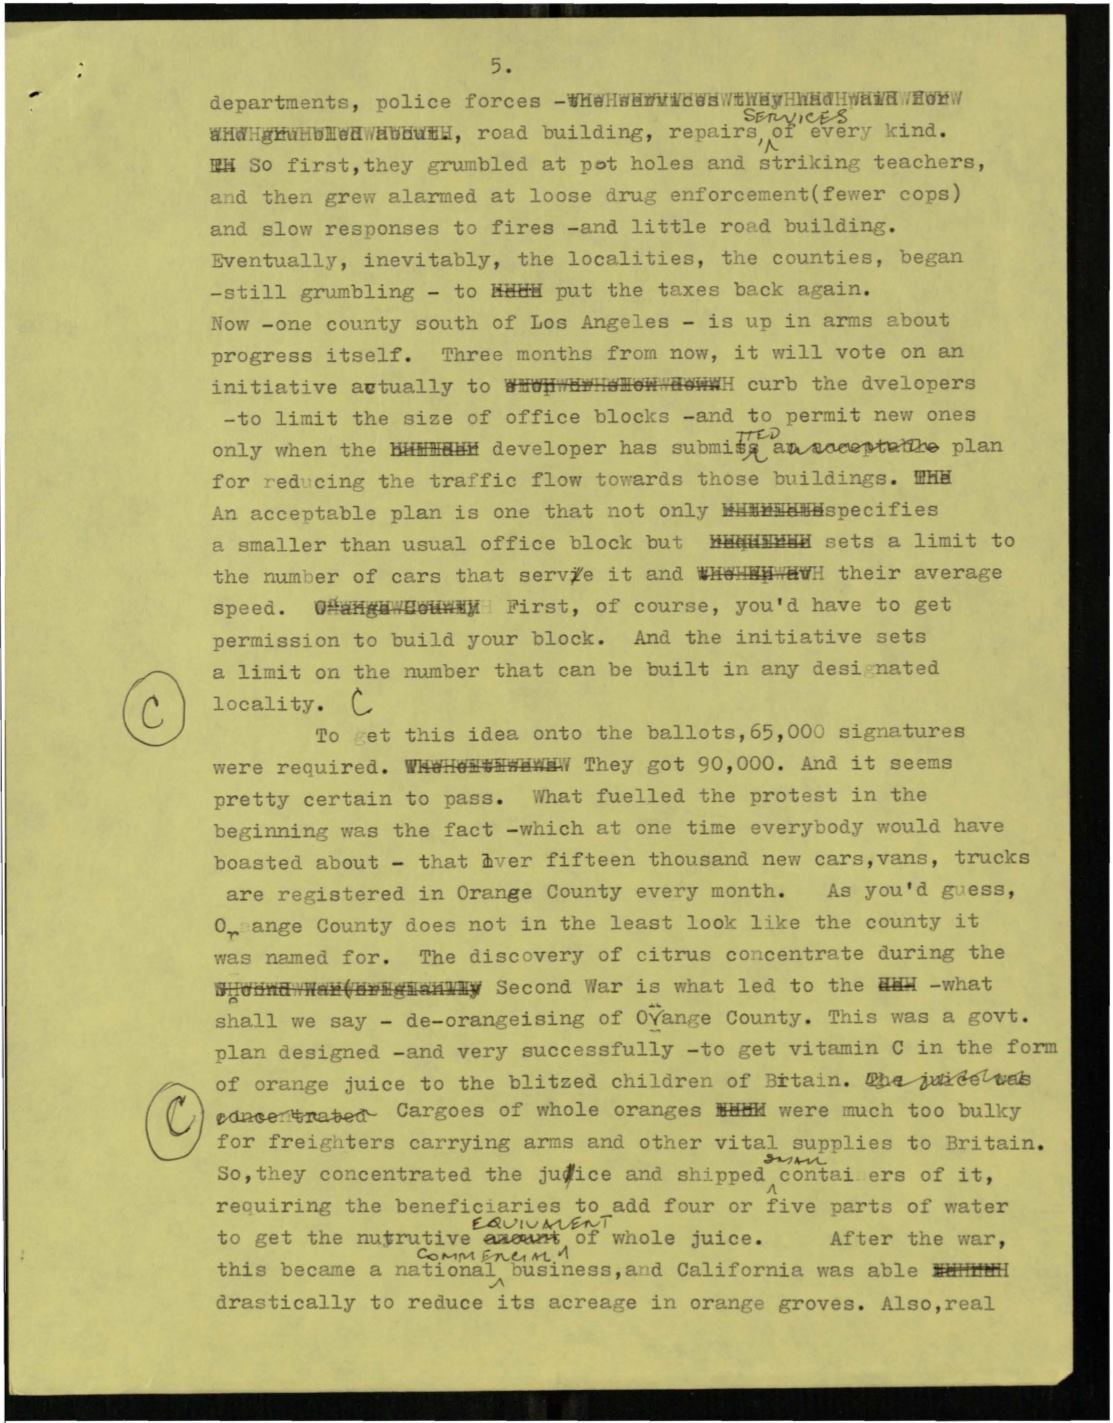 5.
departments, police forces -the services they had paid for
and grumbled about, road building, repairs, SERVICES of every kind.
So first,they grumbled at pot holes and striking teachers,
and then grew alarmed at loose drug enforcement(fewer cops)
and slow responses to fires -and little road building.
Eventually, inevitably, the localities, the counties, began
-still grumbling - to put the taxes back again.
Now -one county south of Los Angeles - is up in arms about
progress itself. Three months from now, it will vote on an
initiative actually to curb the dvelopers
-to limit the size of office blocks -and to permit new ones
only when the developer has submiTTED an acceptable plan
for reducing the traffic flow towards those buildings. The
An acceptable plan is one that not only specifies
a smaller than usual office block but required sets a limit to
the number of cars that serve it and their average
speed. Orange County First, of course, you'd have to get
permission to build your block. And the initiative sets
a limit on the number that can be built in any designated
C locality. C
To get this idea onto the ballots,65,000 signatures
were required. They got 90,000. And it seems
pretty certain to pass. What fuelled the protest in the
beginning was the fact -which at one time everybody would have
boasted about - that over fifteen thousand new cars,vans, trucks
are registered in Orange County every month. As you'd guess,
Orange County does not in the least look like the county it
was named for. The discovery of citrus concentrate during the
Second War(origianlly Second War is what led to the -what
shall we say - de-orangeising of Orange County. This was a govt.
plan designed -and very successfully -to get vitamin C in the form
of orange juice to the blitzed children of Britain. The juice was
C concentrated Cargoes of whole oranges were much too bulky
for freighters carrying arms and other vital supplies to Britain.
So,they concentrated the juice and shipped SMALL contai ers of it,
requiring the beneficiaries to add four or five parts of water
to get the nutrutive amount EQUIVALENT of whole juice. After the war,
this became a national COMMERCIAL business,and California was able
drastically to reduce its acreage in orange groves. Also,real